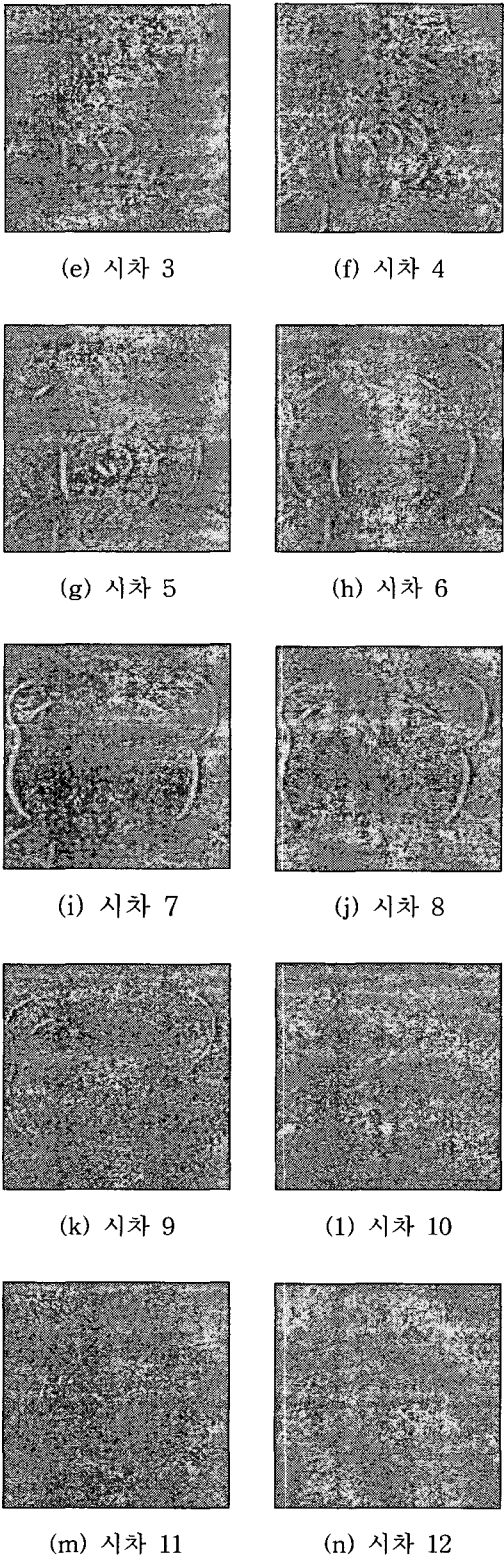 (e) 시차 3 (f) 시차 4
(g) 시차 5 (h) 시차 6
(i) 시차 7 (j) 시차 8
(k) 시차 9 (l) 시차 10
(m) 시차 11 (n) 시차 12